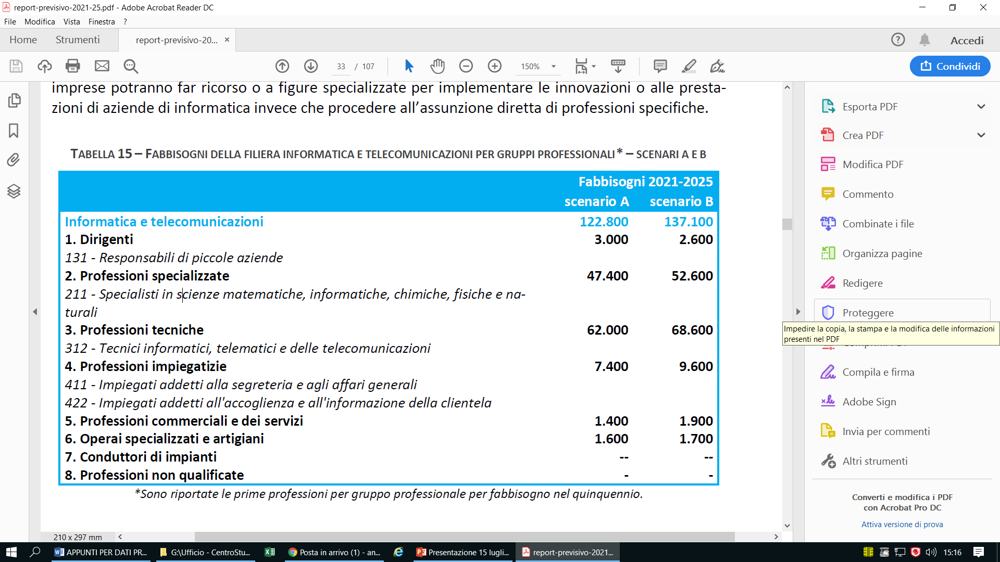 report-previsivo-2021-25.pdf - Adobe Acrobat Reader DC
File Modifica Vista Finestra ?
Home Strumenti report-previsivo-20... × Accedi
33 / 107 150% Condividi
imprese potranno far ricorso o a figure specializzate per implementare le innovazioni o alle presta-
zioni di aziende di informatica invece che procedere all’assunzione diretta di professioni specifiche.
TABELLA 15 – FABBISOGNI DELLA FILIERA INFORMATICA E TELECOMUNICAZIONI PER GRUPPI PROFESSIONALI* – SCENARI A E B
Fabbisogni 2021-2025
scenario A scenario B
Informatica e telecomunicazioni 122.800 137.100
1. Dirigenti 3.000 2.600
131 - Responsabili di piccole aziende
2. Professioni specializzate 47.400 52.600
211 - Specialisti in scienze matematiche, informatiche, chimiche, fisiche e na-
turali
3. Professioni tecniche 62.000 68.600
312 - Tecnici informatici, telematici e delle telecomunicazioni
4. Professioni impiegatizie 7.400 9.600
411 - Impiegati addetti alla segreteria e agli affari generali
422 - Impiegati addetti all'accoglienza e all'informazione della clientela
5. Professioni commerciali e dei servizi 1.400 1.900
6. Operai specializzati e artigiani 1.600 1.700
7. Conduttori di impianti -- --
8. Professioni non qualificate - -
*Sono riportate le prime professioni per gruppo professionale per fabbisogno nel quinquennio.
210 x 297 mm
Esporta PDF
Crea PDF
Modifica PDF
Commento
Combinate i file
Organizza pagine
Redigere
Proteggere
Impedire la copia, la stampa e la modifica delle informazioni
presenti nel PDF
Compila e firma
Adobe Sign
Invia per commenti
Altri strumenti
Converti e modifica i PDF
con Acrobat Pro DC
Attiva versione di prova
APPUNTI PER DATI PR... G:\Ufficio - CentroStu... Posta in arrivo (1) - an... Presentazione 15 lugli... report-previsivo-2021... 15:16